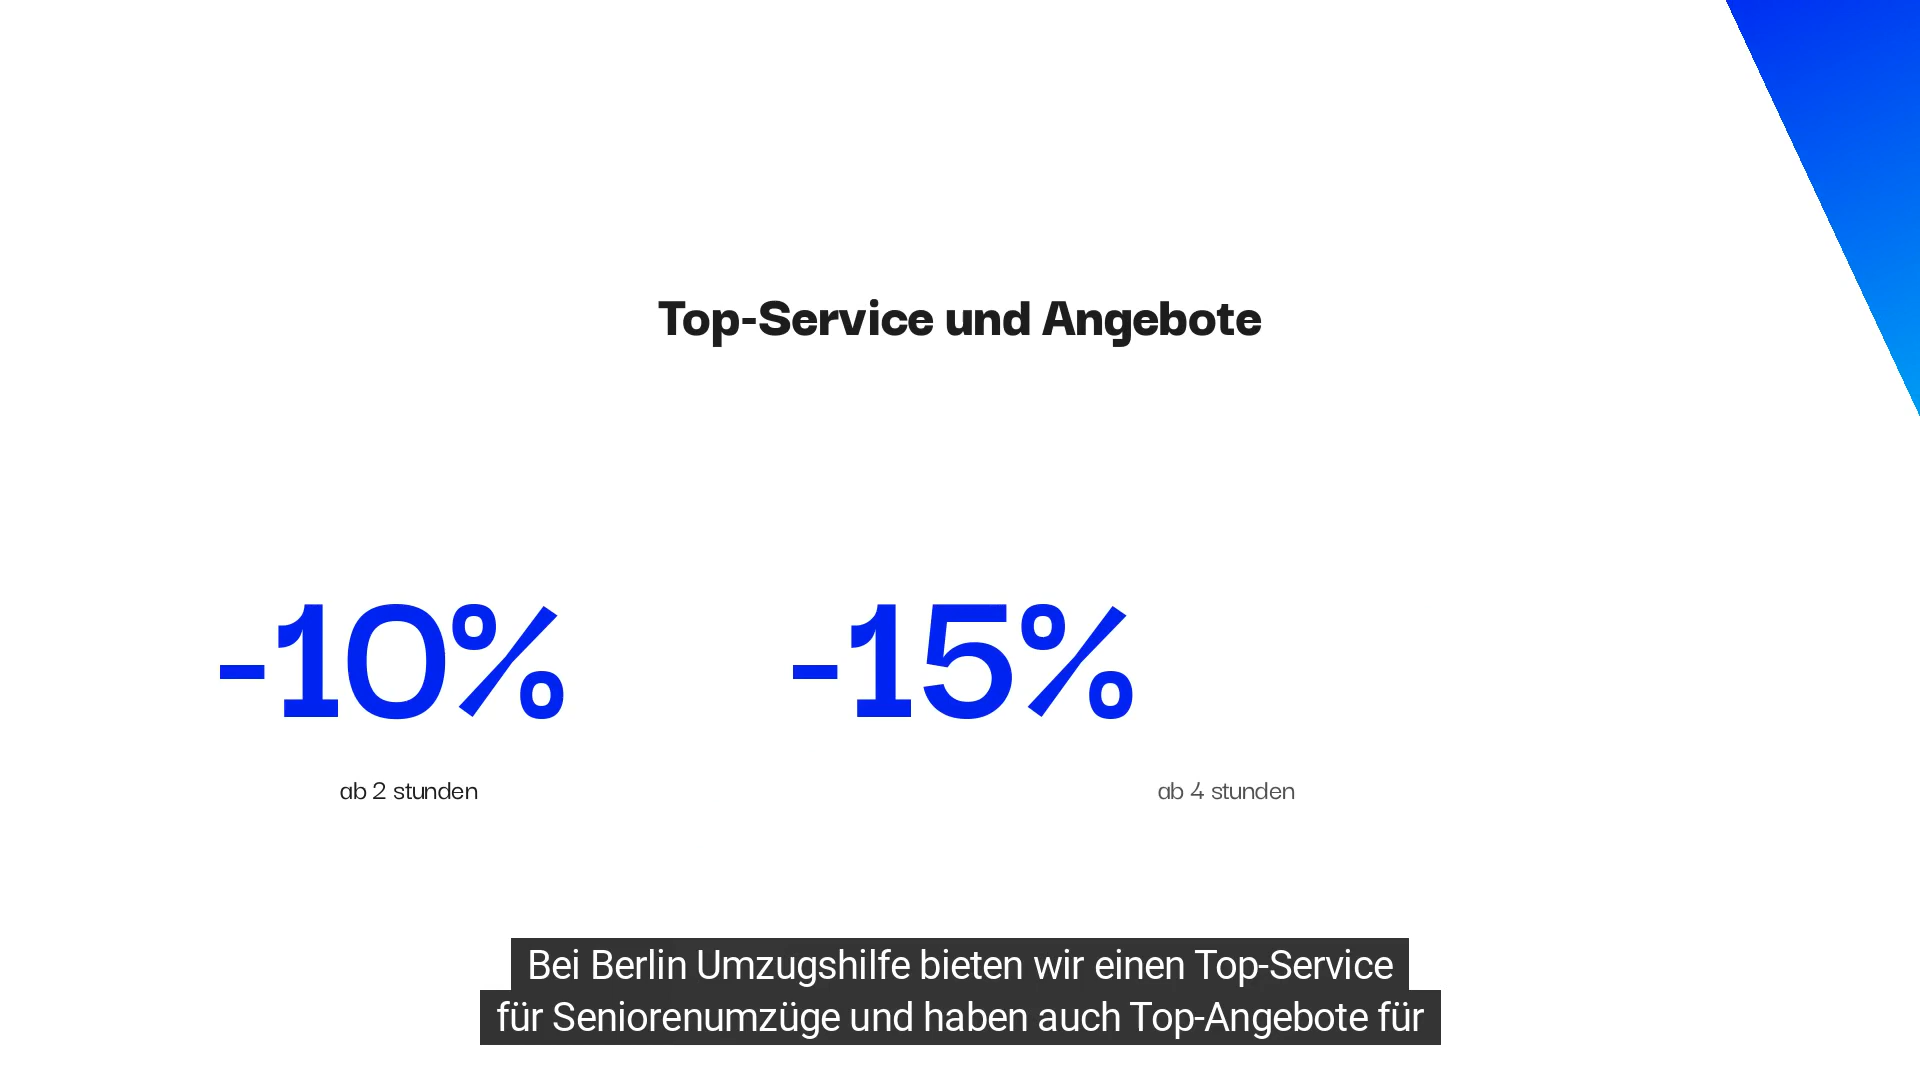 Top-Service und Angebote
-10%
-15%
ab 2 stunden
ab 4 stunden
Bei Berlin Umzugshilfe bieten wir einen Top-Service
für Seniorenumzüge und haben auch Top-Angebote für